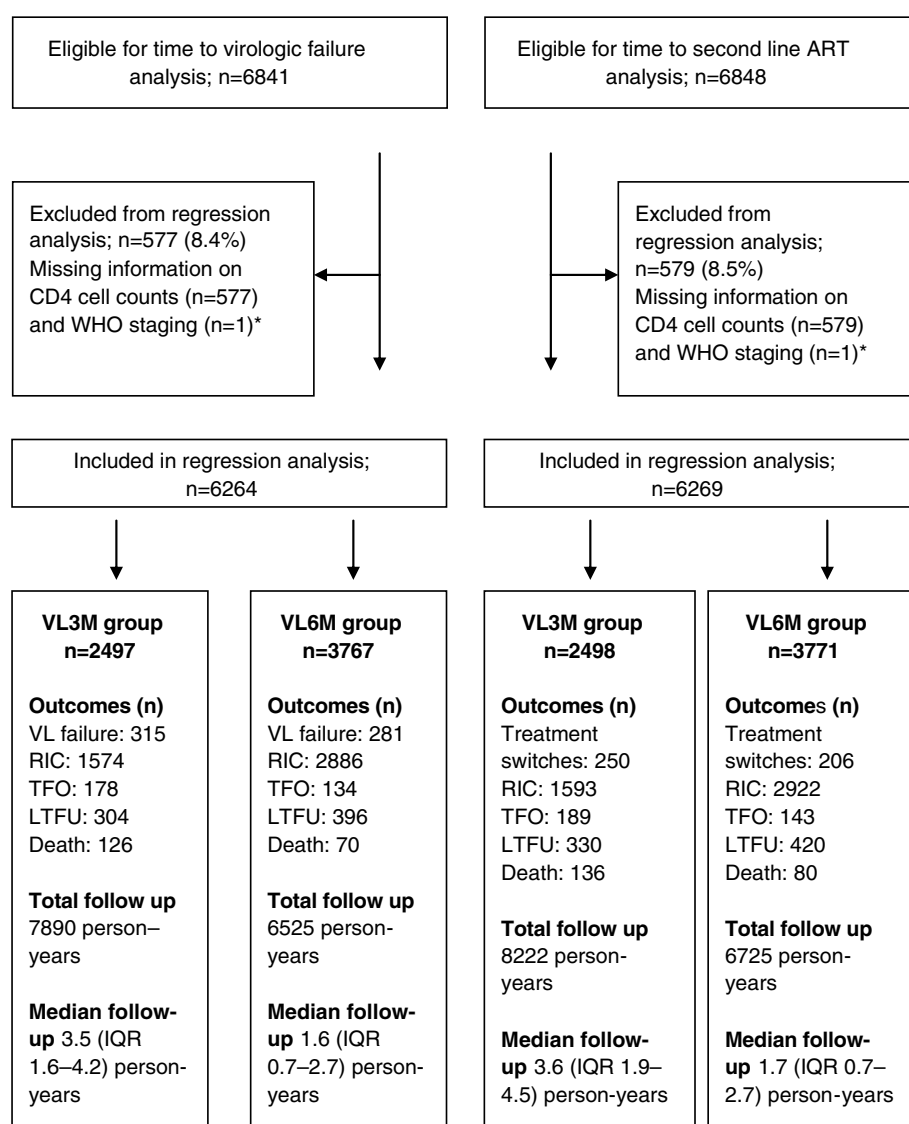 Eligible for time to virologic failure
analysis; n=6841
Eligible for time to second line ART
analysis; n=6848
Excluded from regression
analysis; n=577 (8.4%)
Missing information on
CD4 cell counts (n=577)
and WHO staging (n=1)*
Excluded from
regression analysis;
n=579 (8.5%)
Missing information on
CD4 cell counts (n=579)
and WHO staging (n=1)*
Included in regression analysis;
n=6264
Included in regression analysis;
n=6269
VL3M group
n=2497
Outcomes (n)
VL failure: 315
RIC: 1574
TFO: 178
LTFU: 304
Death: 126
Total follow up
7890 person–
years
Median follow-
up 3.5 (IQR
1.6–4.2) person-
years
VL6M group
n=3767
Outcomes (n)
VL failure: 281
RIC: 2886
TFO: 134
LTFU: 396
Death: 70
Total follow up
6525 person-
years
Median follow-
up 1.6 (IQR
0.7–2.7) person-
years
VL3M group
n=2498
Outcomes (n)
Treatment
switches: 250
RIC: 1593
TFO: 189
LTFU: 330
Death: 136
Total follow up
8222 person-
years
Median follow-
up 3.6 (IQR 1.9–
4.5) person-years
VL6M group
n=3771
Outcomes (n)
Treatment
switches: 206
RIC: 2922
TFO: 143
LTFU: 420
Death: 80
Total follow up
6725 person-
years
Median follow-
up 1.7 (IQR 0.7–
2.7) person-years